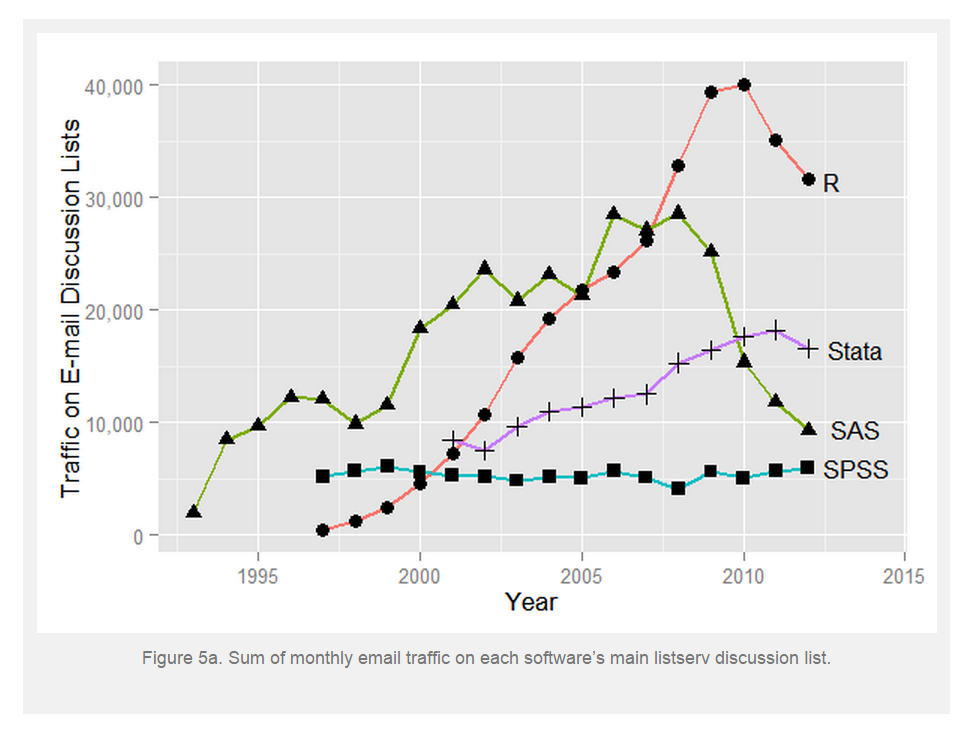 40,000
30,000
20,000
10,000
0
Traffic on E-mail Discussion Lists
R
Stata
SAS
SPSS
1995 2000 2005 2010 2015
Year
Figure 5a. Sum of monthly email traffic on each software's main listserv discussion list.